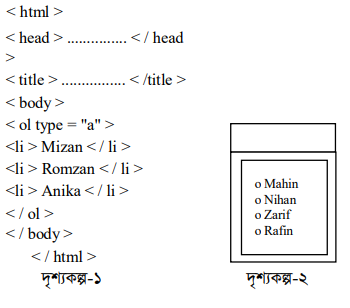 < html >
< head > ............... < / head
>
< title > ................ < /title >
< body >
< ol type = "a" >
<li > Mizan < / li >
<li > Romzan < / li >
<li > Anika < / li >
< / ol >
< / body >
< / html >
দৃশ্যকল্প-১
o Mahin
o Nihan
o Zarif
o Rafin
দৃশ্যকল্প-২